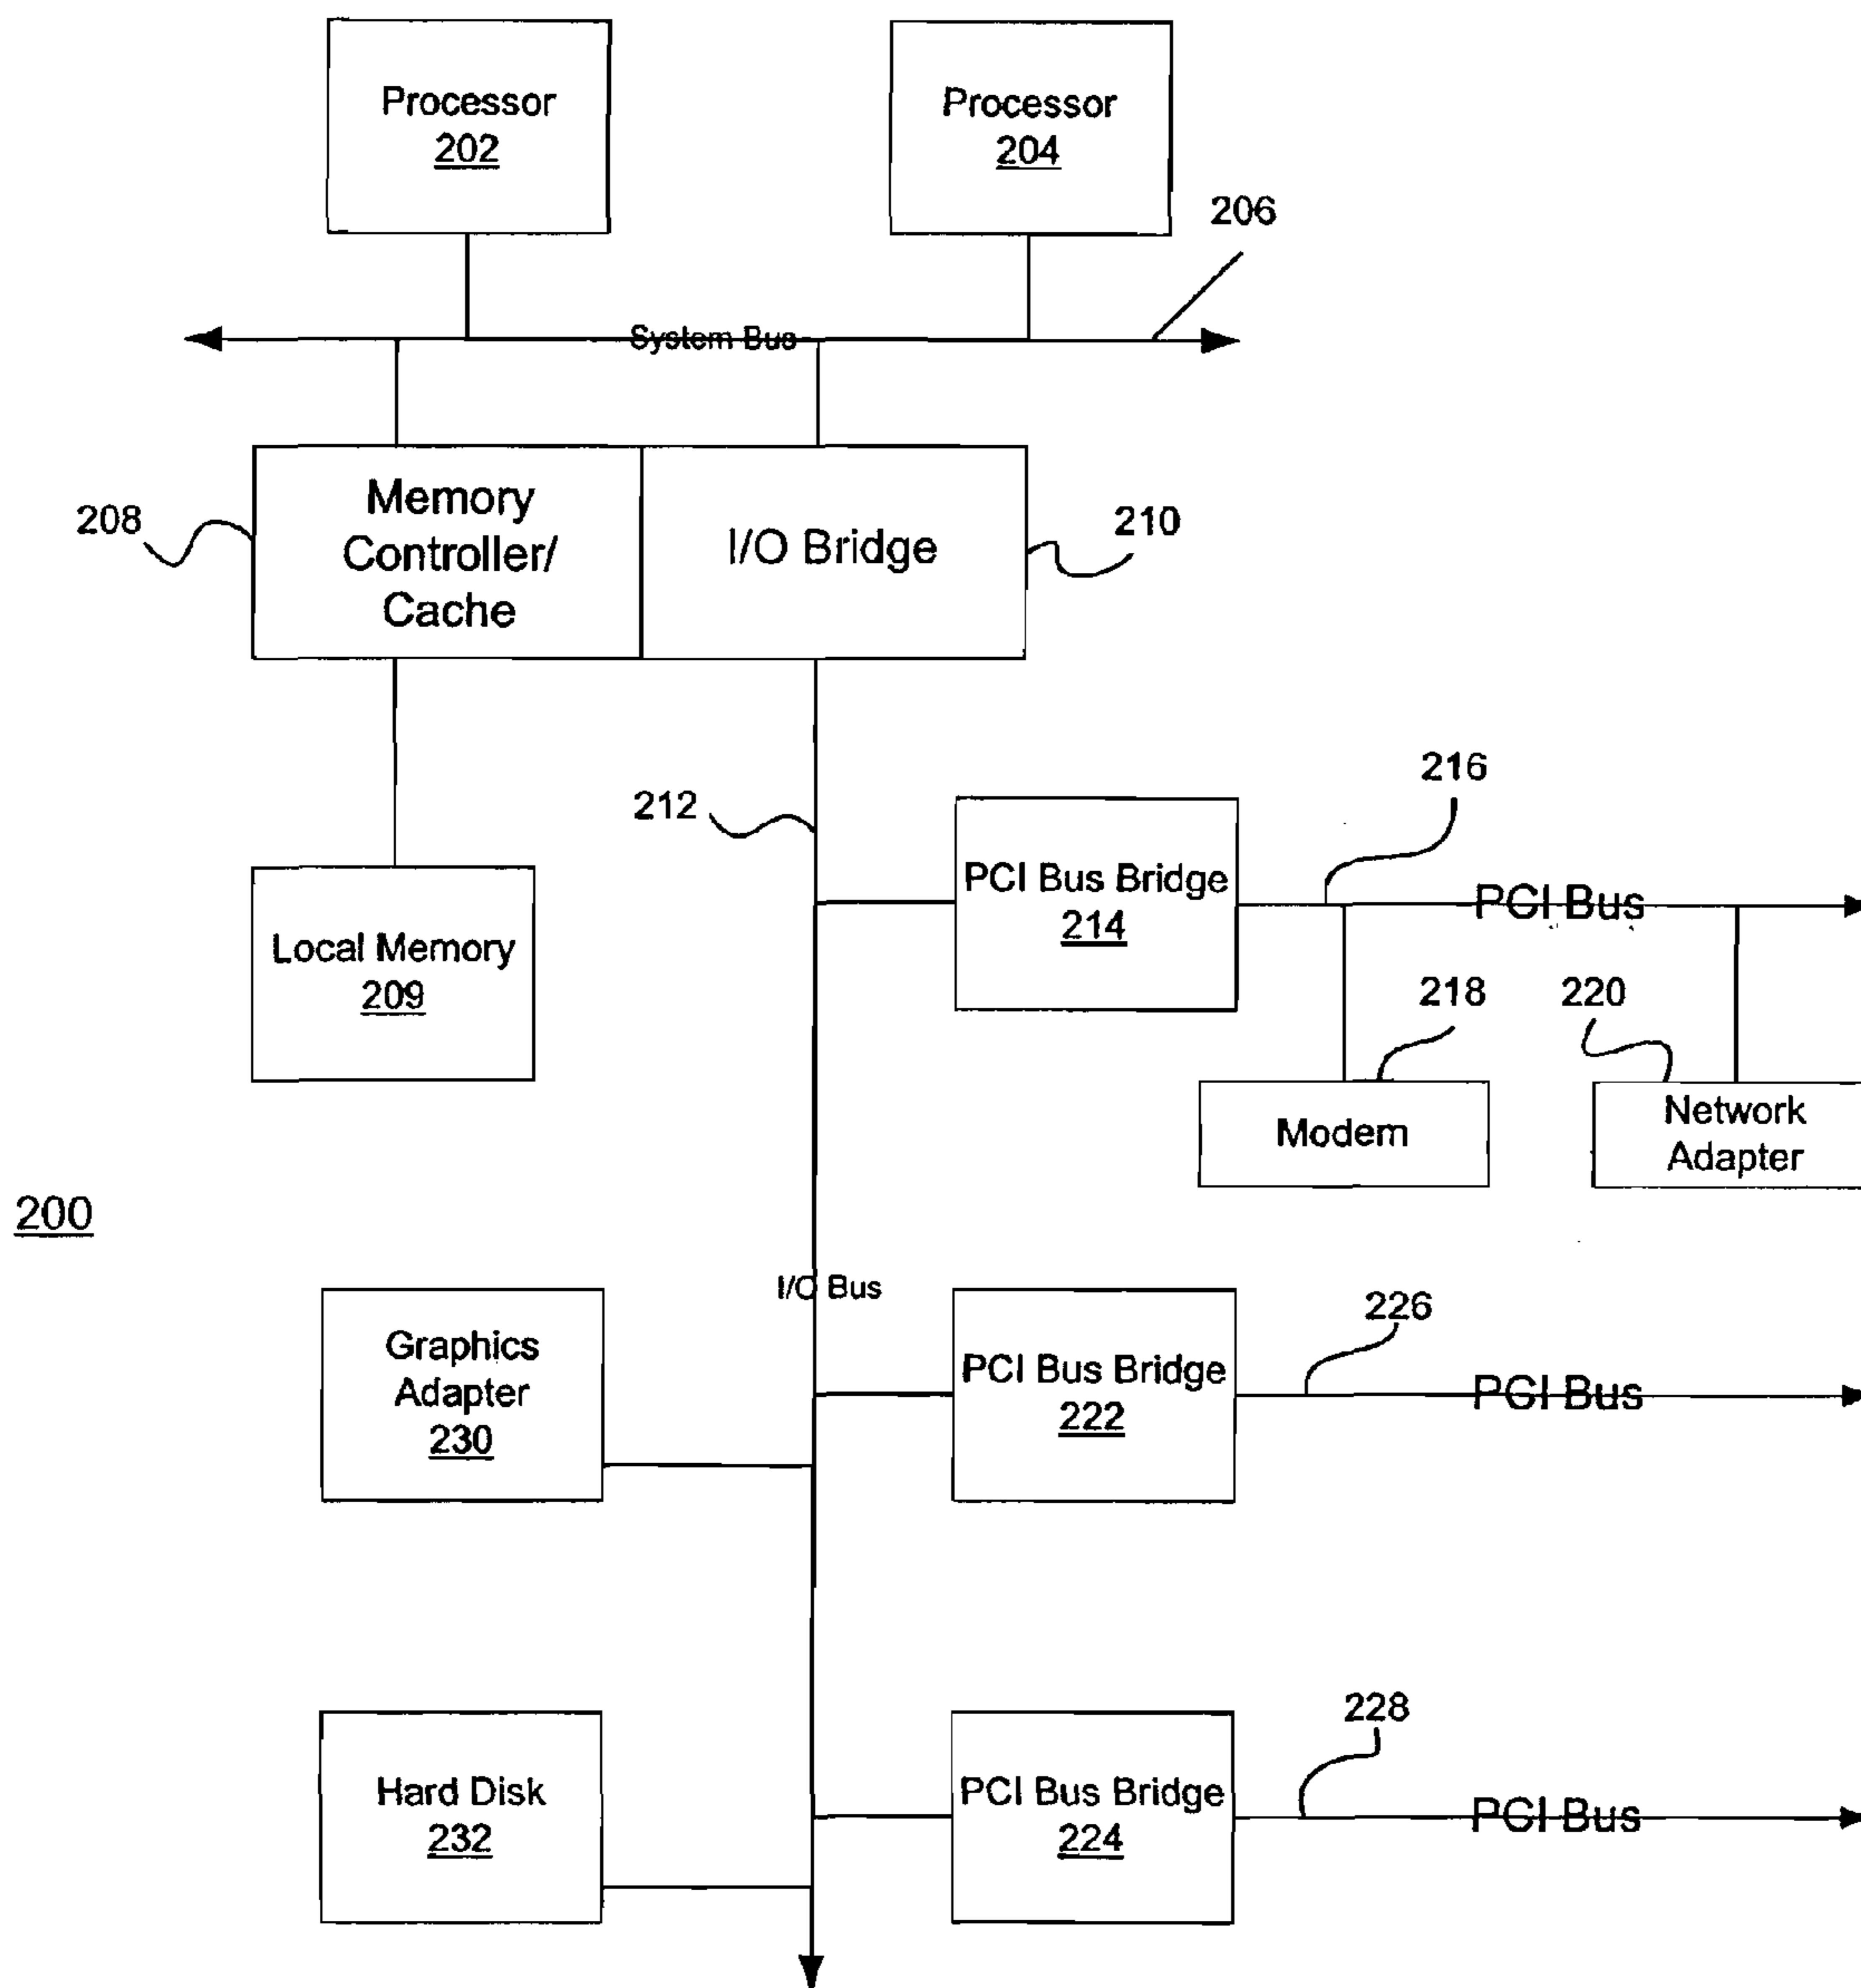 Processor
202
Processor
204
206
System Bus
208
Memory
Controller/
Cache
I/O Bridge
210
212
216
PCI Bus Bridge
214
PCI Bus
Local Memory
209
218
220
Modem
Network
Adapter
200
I/O Bus
Graphics
Adapter
230
PCI Bus Bridge
222
226
PCI Bus
Hard Disk
232
PCI Bus Bridge
224
228
PCI Bus